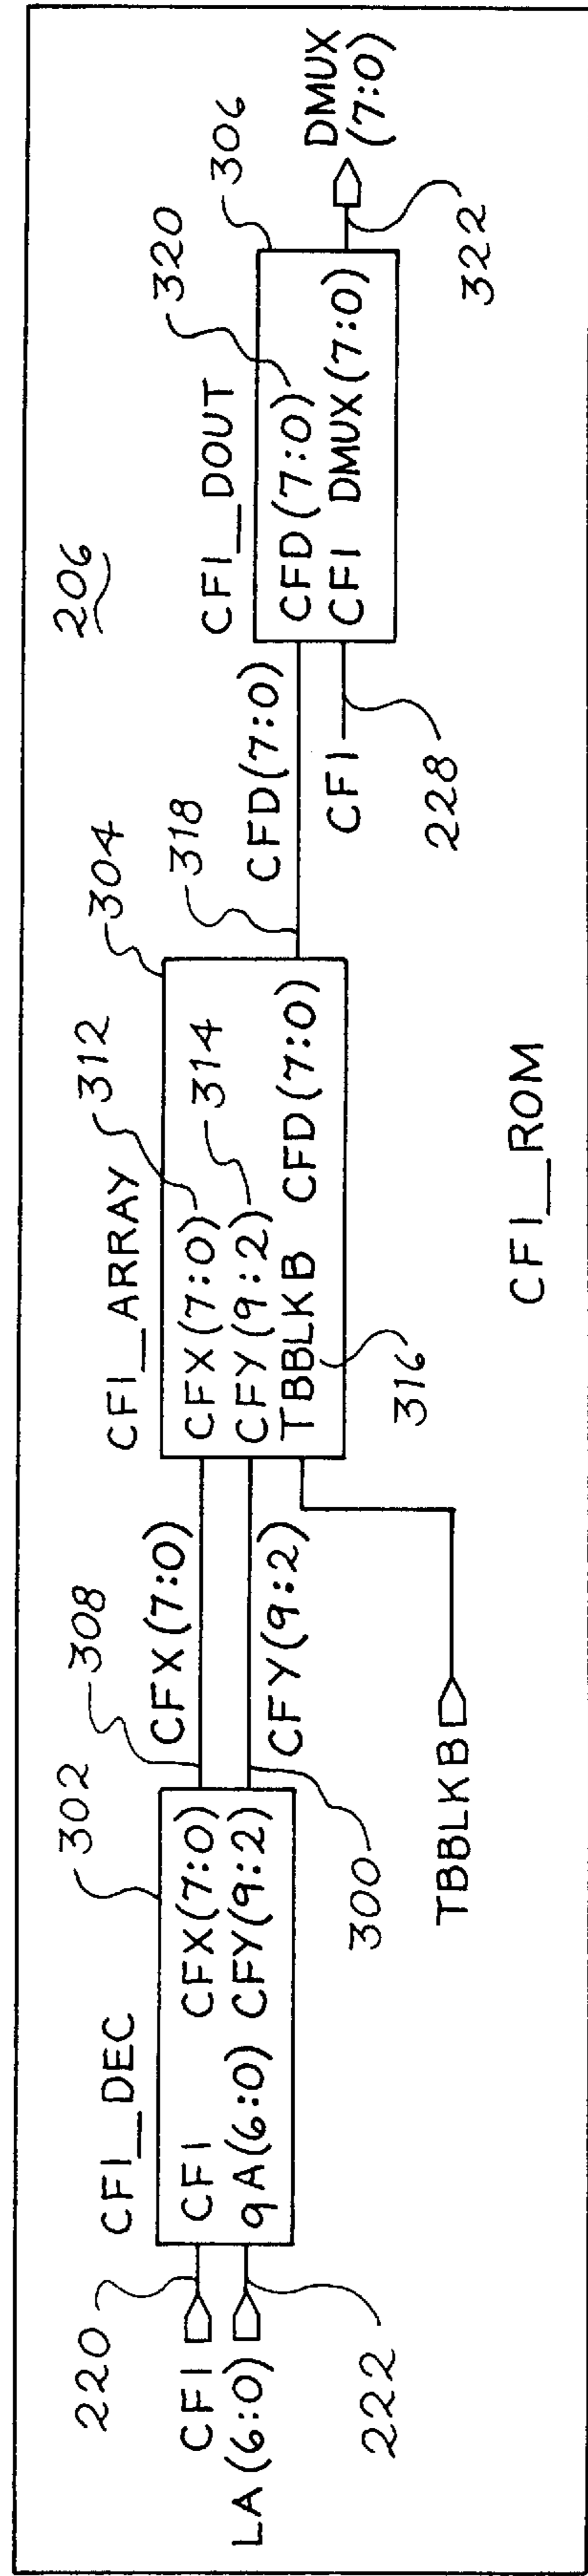 206
CFI_DEC
302
308
CFX(7:0)
CFI_ARRAY
312
304
314
318
CFD(7:0)
CFI_DOUT
320
306
DMUX
(7:0)
220
CFI
LA(6:0)
222
CFI CFX(7:0)
qA(6:0) CFY(9:2)
300
CFY(9:2)
TBBLKB
CFX(7:0)
CFY(9:2)
TBBLKB CFD(7:0)
316
CFI
228
CFD(7:0)
CFI DMUX(7:0)
322
CFI_ROM